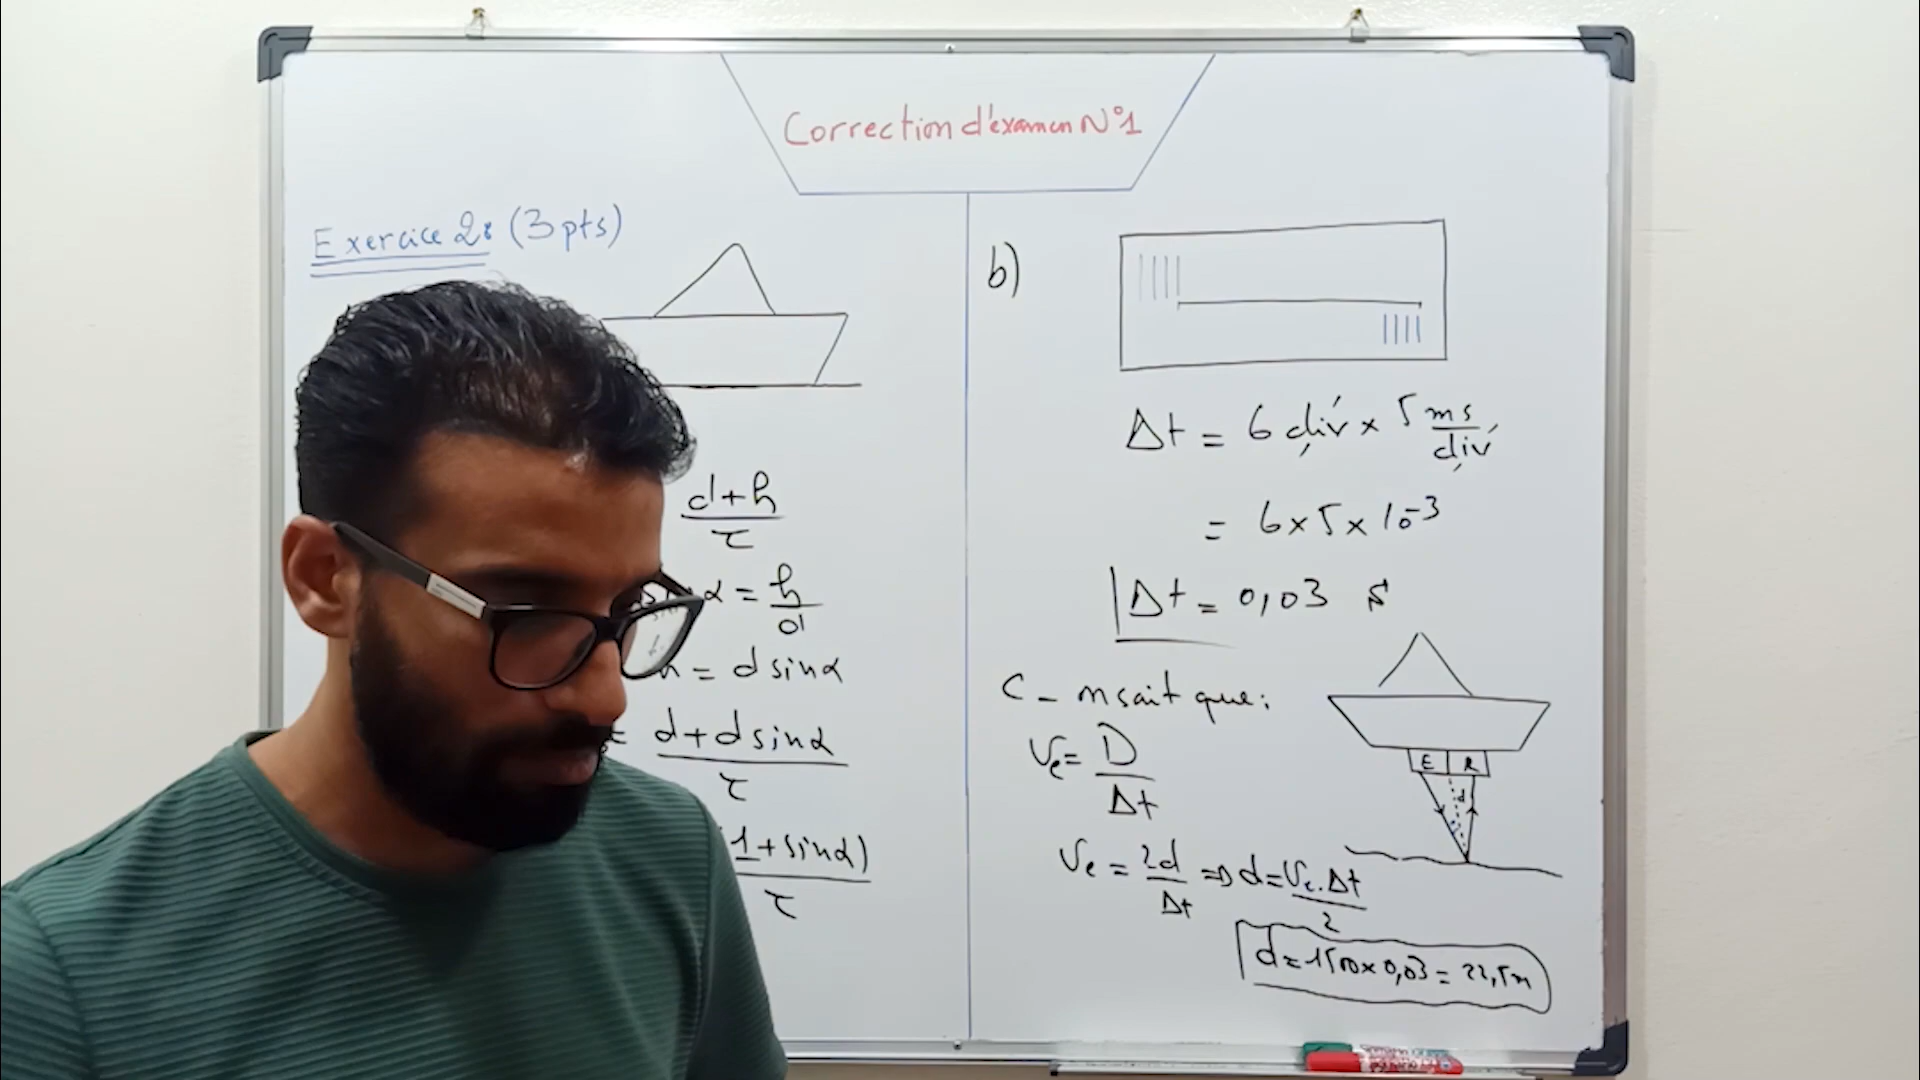 Correction d'examen N°1
Exercice 2: (3pts)
d+h
τ
α = h/d
h = d sinα
= d+d sinα
τ
1+sinα)
τ
b)
Δt = 6 div × 5 ms/div
= 6×5×10-3
Δt = 0,03 s
C - on sait que:
Ve = D/Δt
E R
d
Ve = 2d/Δt => d = Ve.Δt/2
d = 1500×0,03 = 22,5m